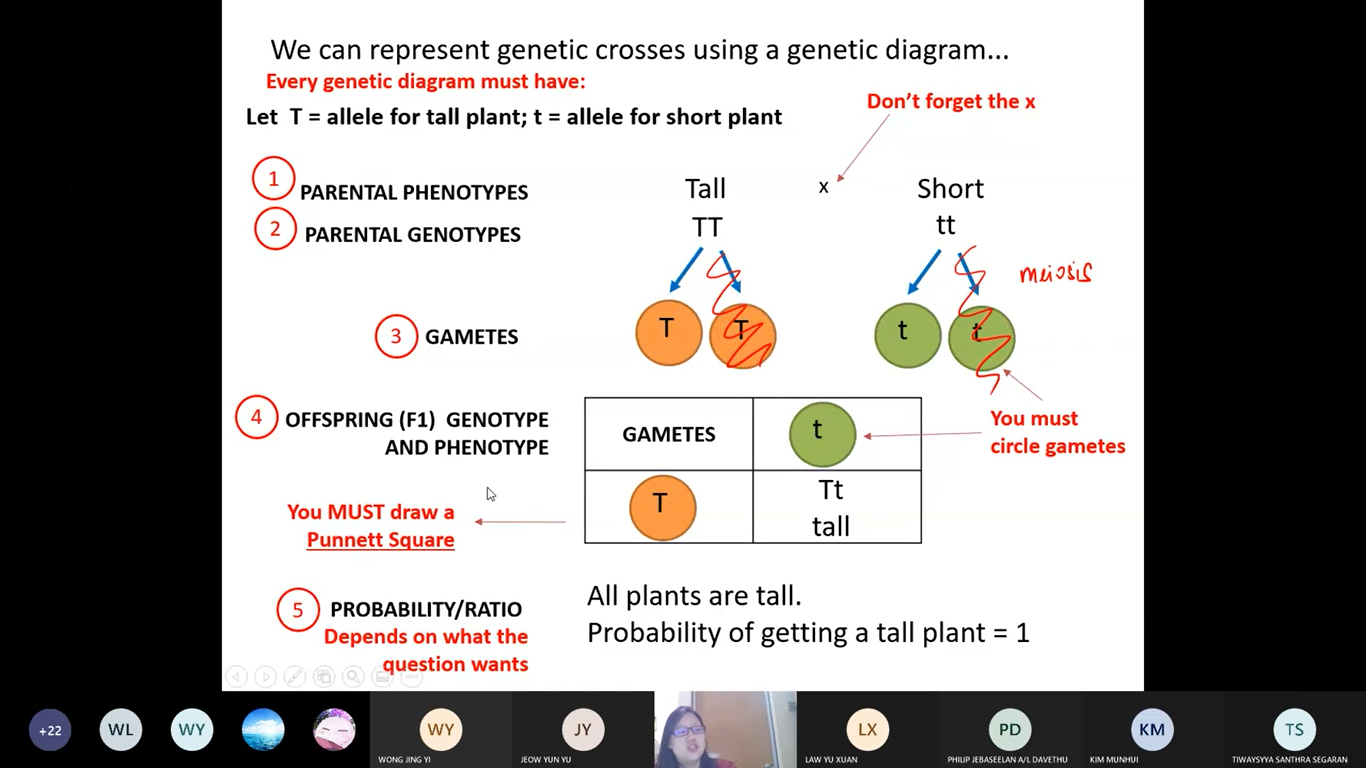 We can represent genetic crosses using a genetic diagram...
Every genetic diagram must have:
Don't forget the x
Let T = allele for tall plant; t = allele for short plant
1 PARENTAL PHENOTYPES Tall x Short
2 PARENTAL GENOTYPES TT tt
meiosis
3 GAMETES T T t t
4 OFFSPRING (F1) GENOTYPE
AND PHENOTYPE
GAMETES t
You must
circle gametes
T Tt
tall
You MUST draw a
Punnett Square
5 PROBABILITY/RATIO
Depends on what the
question wants
All plants are tall.
Probability of getting a tall plant = 1
+22 WL WY WY JY LX PD KM TS
WONG JING YI JEOW YUN YU LAW YU XUAN PHILIP JEBASEELAN A/L DAVETHU KIM MUNHUI TIWAYSYYA SANTHRA SEGARAN